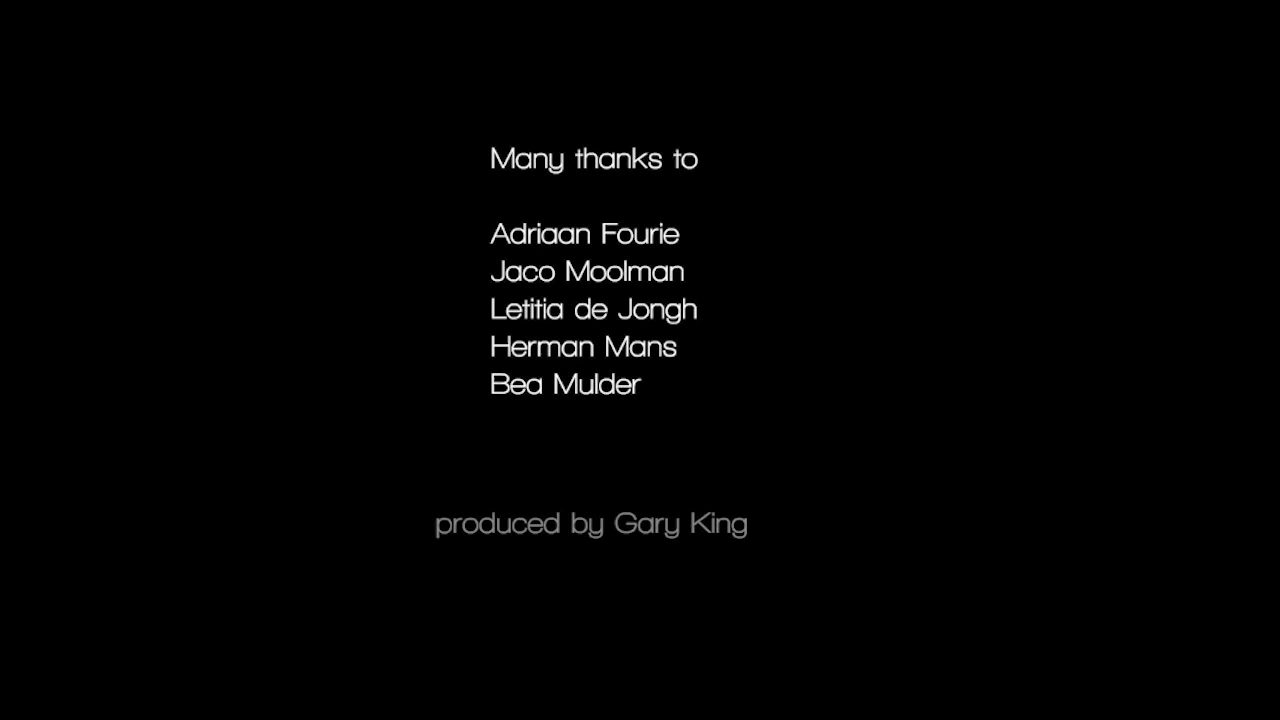 Many thanks to
Adriaan Fourie
Jaco Moolman
Letitia de Jongh
Herman Mans
Bea Mulder
produced by Gary King